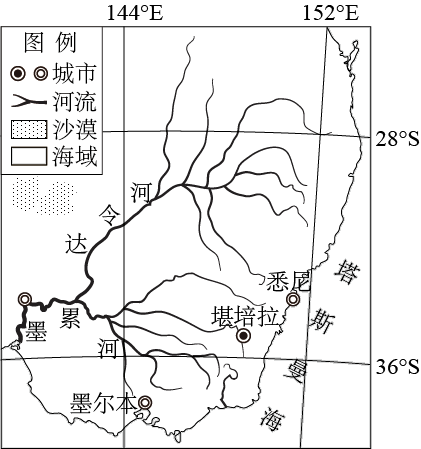 144°E
152°E
图例
城市
河流
沙漠
海域
28°S
河
令
达
塔
斯
曼
海
悉尼
堪培拉
墨
累
河
36°S
墨尔本